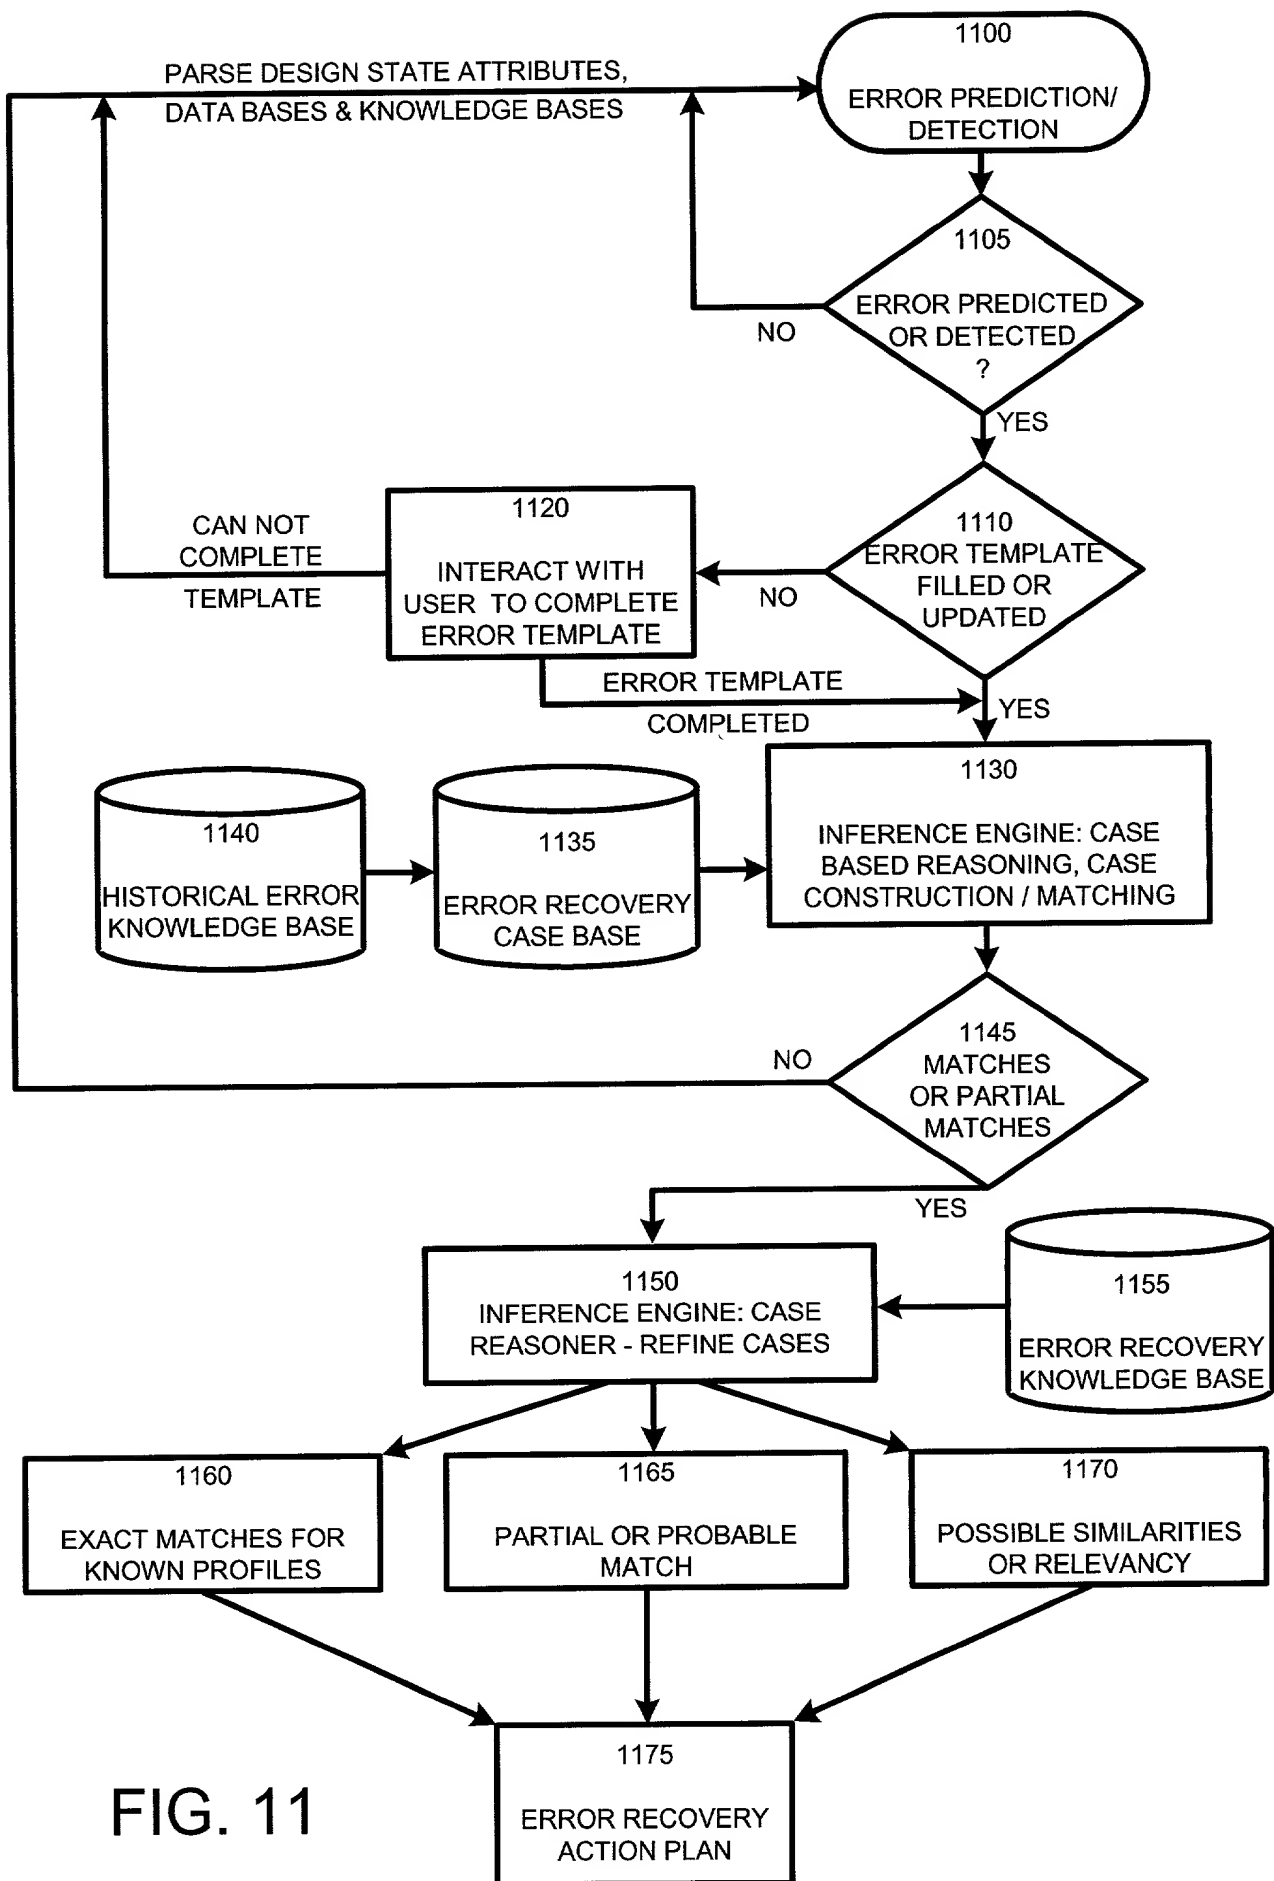 1100
PARSE DESIGN STATE ATTRIBUTES,
DATA BASES & KNOWLEDGE BASES
ERROR PREDICTION/
DETECTION
1105
ERROR PREDICTED
OR DETECTED
?
NO
YES
1110
ERROR TEMPLATE
FILLED OR
UPDATED
NO
1120
INTERACT WITH
USER TO COMPLETE
ERROR TEMPLATE
CAN NOT
COMPLETE
TEMPLATE
ERROR TEMPLATE
COMPLETED
YES
1130
INFERENCE ENGINE: CASE
BASED REASONING, CASE
CONSTRUCTION / MATCHING
1140
HISTORICAL ERROR
KNOWLEDGE BASE
1135
ERROR RECOVERY
CASE BASE
1145
MATCHES
OR PARTIAL
MATCHES
NO
YES
1150
INFERENCE ENGINE: CASE
REASONER - REFINE CASES
1155
ERROR RECOVERY
KNOWLEDGE BASE
1160
EXACT MATCHES FOR
KNOWN PROFILES
1165
PARTIAL OR PROBABLE
MATCH
1170
POSSIBLE SIMILARITIES
OR RELEVANCY
1175
ERROR RECOVERY
ACTION PLAN
FIG. 11